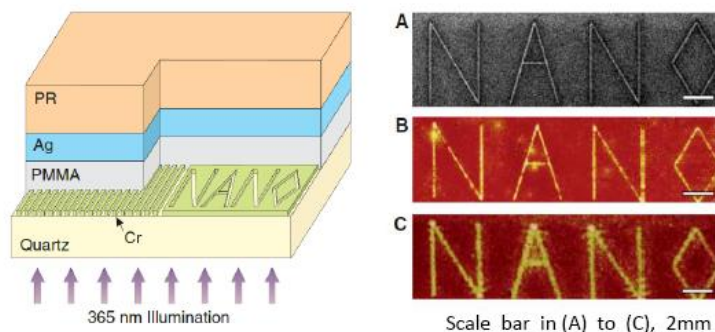 PR
Ag
PMMA
NANO
Cr
Quartz
365 nm Illumination
A
NANO
B
NANO
C
NANO
Scale bar in (A) to (C), 2mm